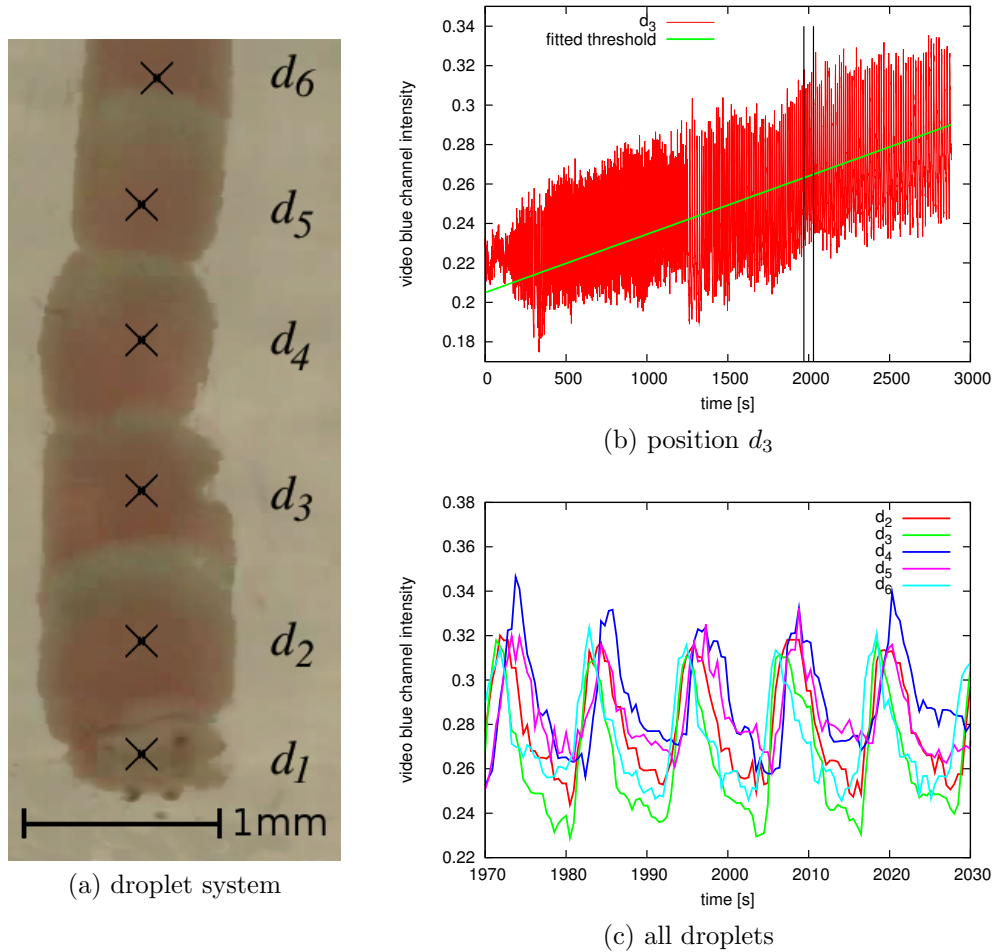 d6
d5
d4
d3
d2
d1
1mm
(a) droplet system
video blue channel intensity
0.34
0.32
0.3
0.28
0.26
0.24
0.22
0.2
0.18
d3
fitted threshold
0 500 1000 1500 2000 2500 3000
time [s]
(b) position d3
video blue channel intensity
0.38
0.36
0.34
0.32
0.3
0.28
0.26
0.24
0.22
d2
d3
d4
d5
d6
1970 1980 1990 2000 2010 2020 2030
time [s]
(c) all droplets